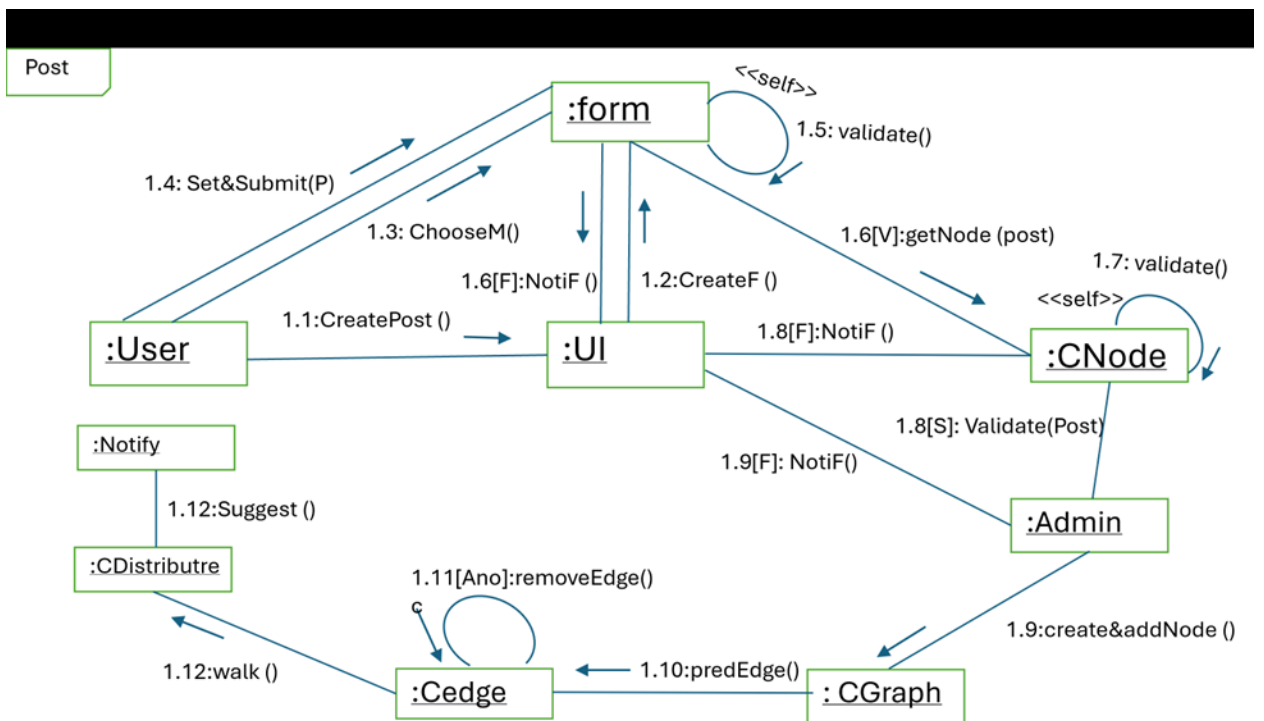 Post
<<self>>
:form
1.5: validate()
1.4: Set&Submit(P)
1.3: ChooseM()
1.6[V]:getNode (post)
1.7: validate()
1.6[F]:NotiF ()
1.2:CreateF ()
<<self>>
1.1:CreatePost ()
1.8[F]:NotiF ()
:User
:UI
:CNode
1.8[S]: Validate(Post)
:Notify
1.9[F]: NotiF()
1.12:Suggest ()
:Admin
:CDistributre
1.11[Ano]:removeEdge()
c
1.9:create&addNode ()
1.12:walk ()
1.10:predEdge()
:Cedge
: CGraph